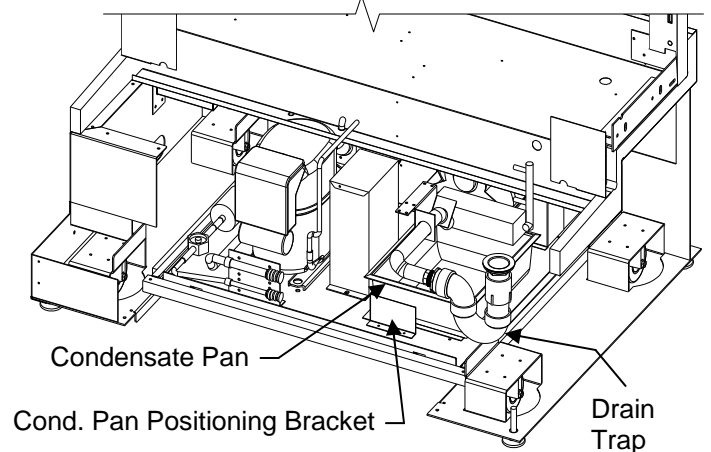 Condensate Pan
Cond. Pan Positioning Bracket
Drain
Trap